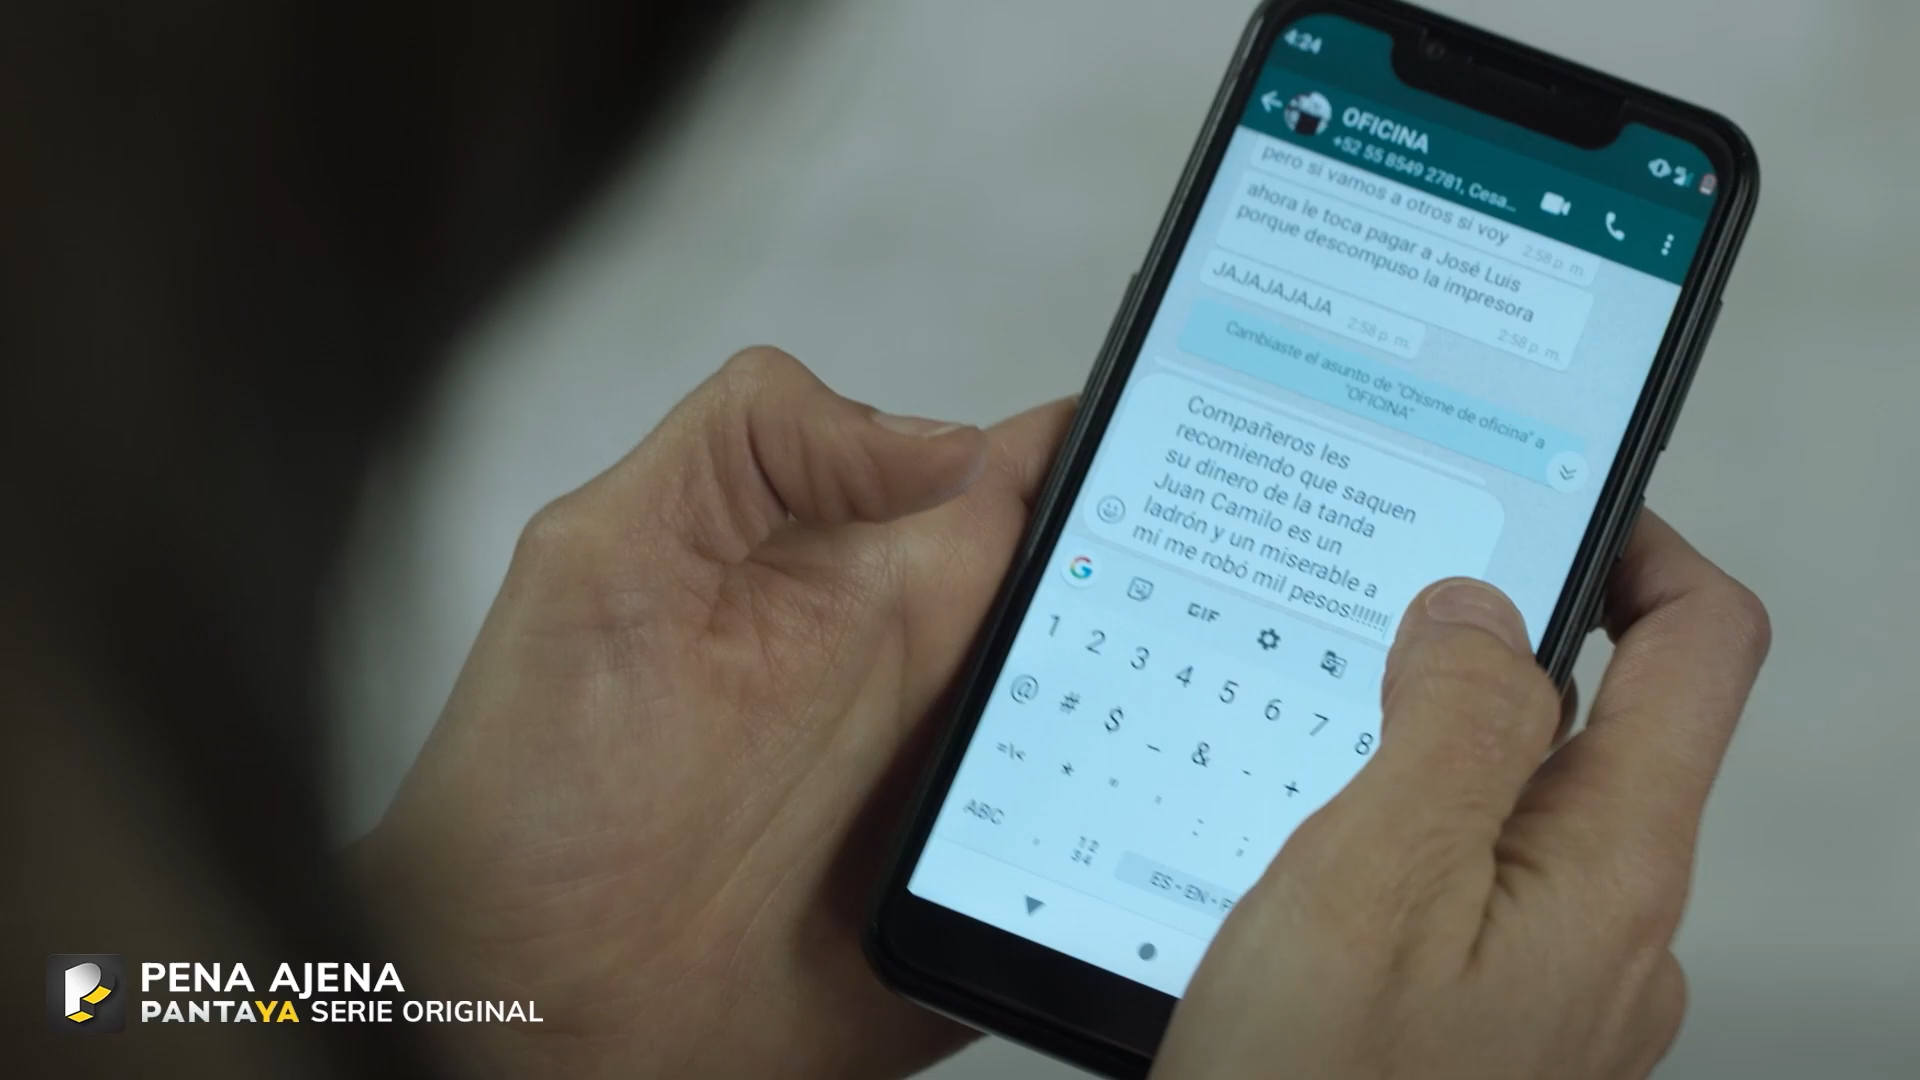 4:24
OFICINA
+52 55 8549 2781, Cesa...
pero si vamos a otros si voy
2:58 p. m.
ahora le toca pagar a José Luis
porque descompuso la impresora
2:58 p. m.
JAJAJAJAJA 2:58 p. m.
Cambiaste el asunto de "Chisme de oficina" a
"OFICINA"
Compañeros les
recomiendo que saquen
su dinero de la tanda
Juan Camilo es un
ladrón y un miserable a
mí me robó mil pesos!!!!!!
G GIF
1 2 3 4 5 6 7 8
@ # $ _ & - +
=\< * " ' : ;
ABC , 12
34
ES • EN •
PENA AJENA
PANTAYA SERIE ORIGINAL